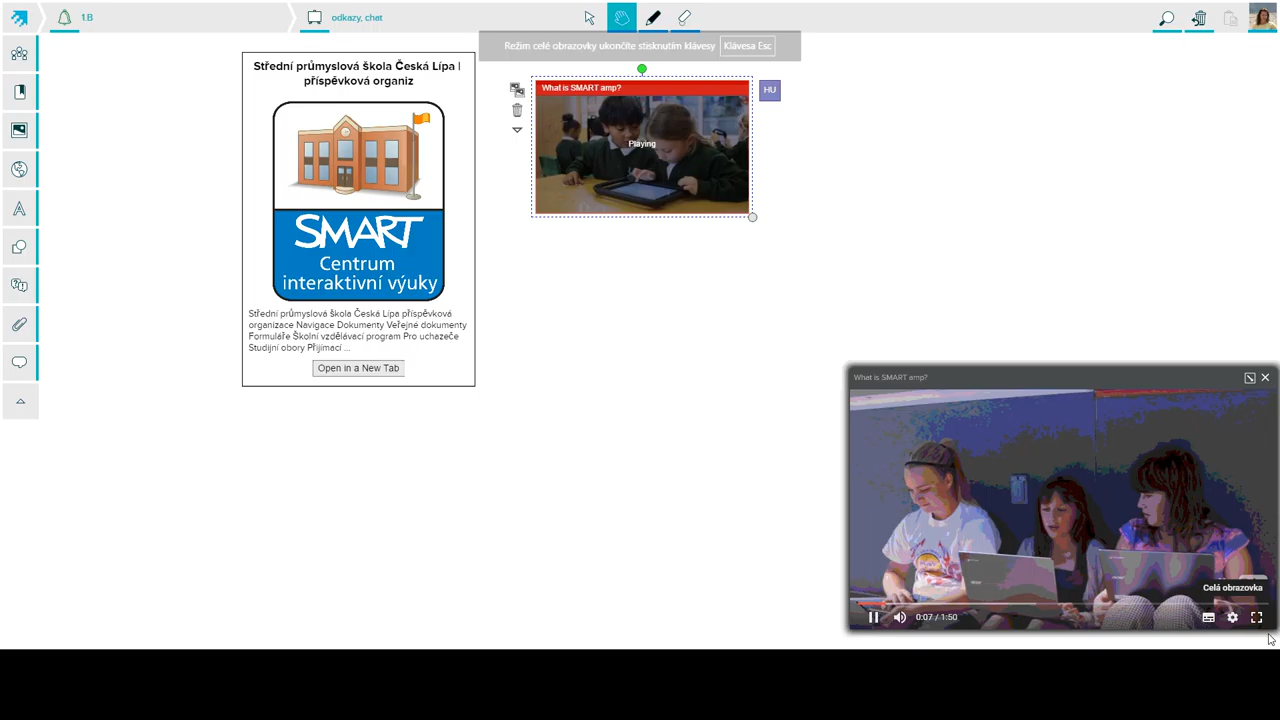 1.B
odkazy, chat
Režim celé obrazovky ukončíte stisknutím klávesy Klávesa Esc
Střední průmyslová škola Česká Lípa |
příspěvková organiz
SMART
Centrum
interaktivní výuky
Střední průmyslová škola Česká Lípa příspěvková
organizace Navigace Dokumenty Veřejné dokumenty
Formuláře Školní vzdělávací program Pro uchazeče
Studijní obory Přijímací ...
Open in a New Tab
What is SMART amp?
Playing
HU
What is SMART amp?
Celá obrazovka
0:07 / 1:50